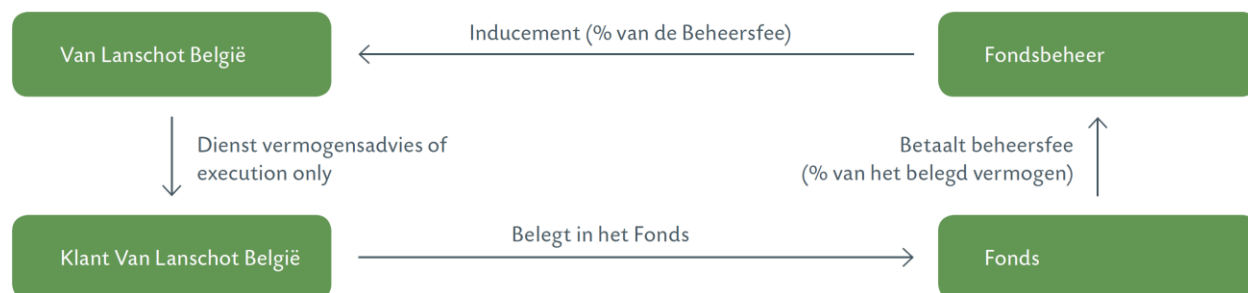 Inducement (% van de Beheersfee)
Van Lanschot België
Fondsbeheer
Dienst vermogensadvies of
execution only
Betaalt beheersfee
(% van het belegd vermogen)
Belegt in het Fonds
Klant Van Lanschot België
Fonds